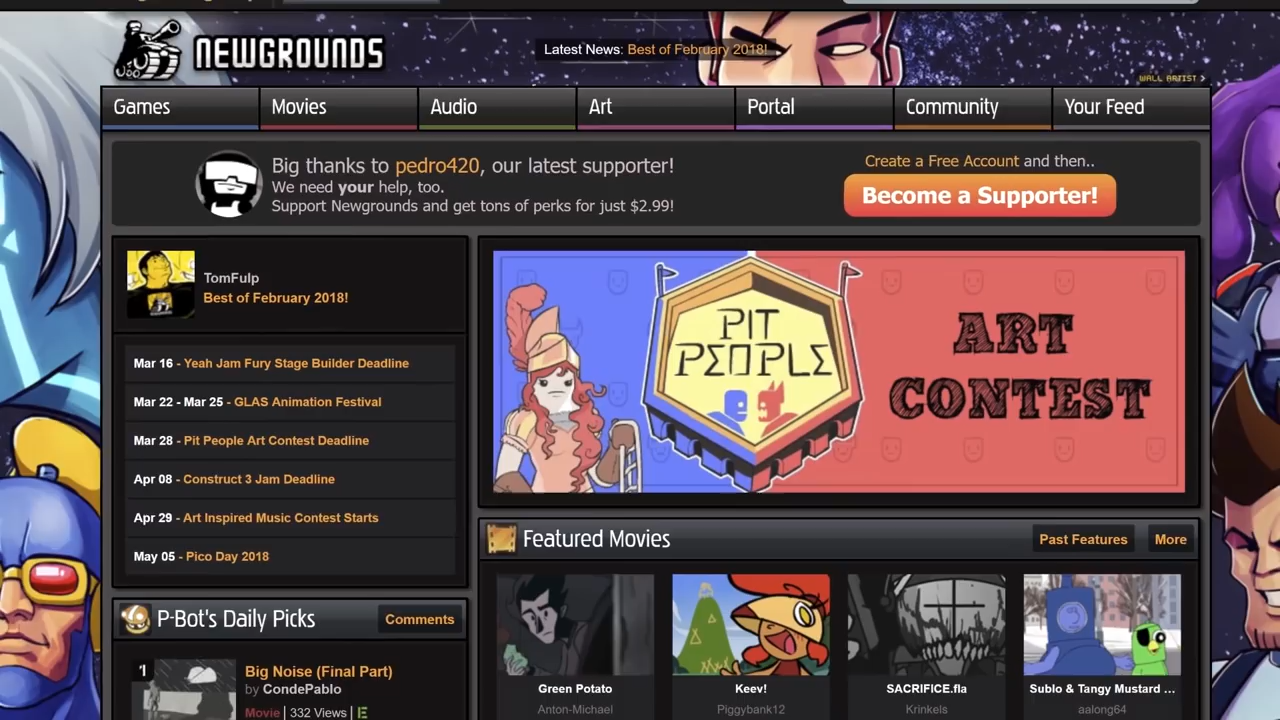 NEWGROUNDS
Latest News: Best of February 2018!
WALL ARTIST >
Games
Movies
Audio
Art
Portal
Community
Your Feed
Big thanks to pedro420, our latest supporter!
We need your help, too.
Support Newgrounds and get tons of perks for just $2.99!
Create a Free Account and then..
Become a Supporter!
TomFulp
Best of February 2018!
Mar 16 - Yeah Jam Fury Stage Builder Deadline
Mar 22 - Mar 25 - GLAS Animation Festival
Mar 28 - Pit People Art Contest Deadline
Apr 08 - Construct 3 Jam Deadline
Apr 29 - Art Inspired Music Contest Starts
May 05 - Pico Day 2018
PIT
PEOPLE
ART
CONTEST
Featured Movies
Past Features
More
Green Potato
Anton-Michael
Keev!
Piggybank12
SACRIFICE.fla
Krinkels
Sublo & Tangy Mustard ...
aalong64
P-Bot's Daily Picks
Comments
1
Big Noise (Final Part)
by CondePablo
Movie | 332 Views | E